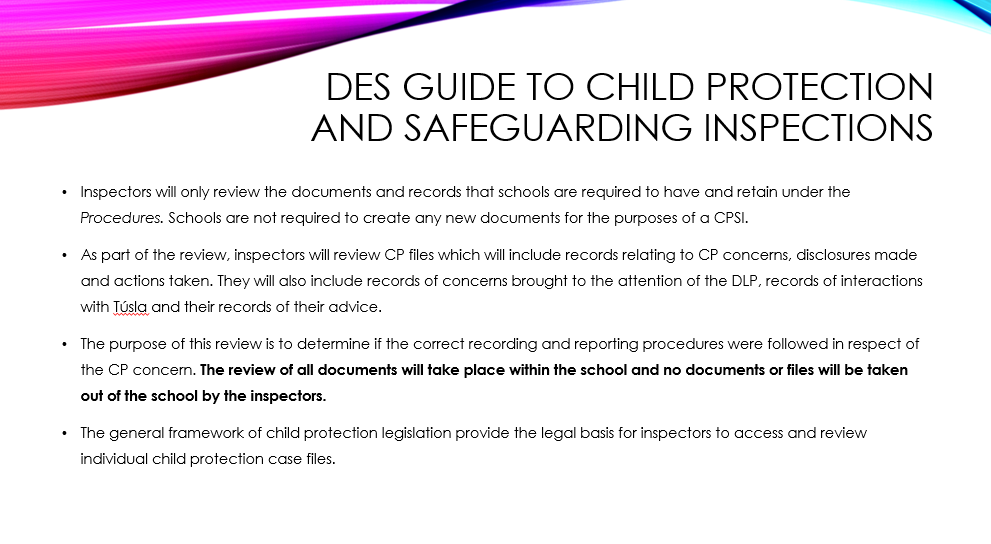 DES GUIDE TO CHILD PROTECTION
AND SAFEGUARDING INSPECTIONS
• Inspectors will only review the documents and records that schools are required to have and retain under the
Procedures. Schools are not required to create any new documents for the purposes of a CPSI.
• As part of the review, inspectors will review CP files which will include records relating to CP concerns, disclosures made
and actions taken. They will also include records of concerns brought to the attention of the DLP, records of interactions
with Túsla and their records of their advice.
• The purpose of this review is to determine if the correct recording and reporting procedures were followed in respect of
the CP concern. The review of all documents will take place within the school and no documents or files will be taken
out of the school by the inspectors.
• The general framework of child protection legislation provide the legal basis for inspectors to access and review
individual child protection case files.